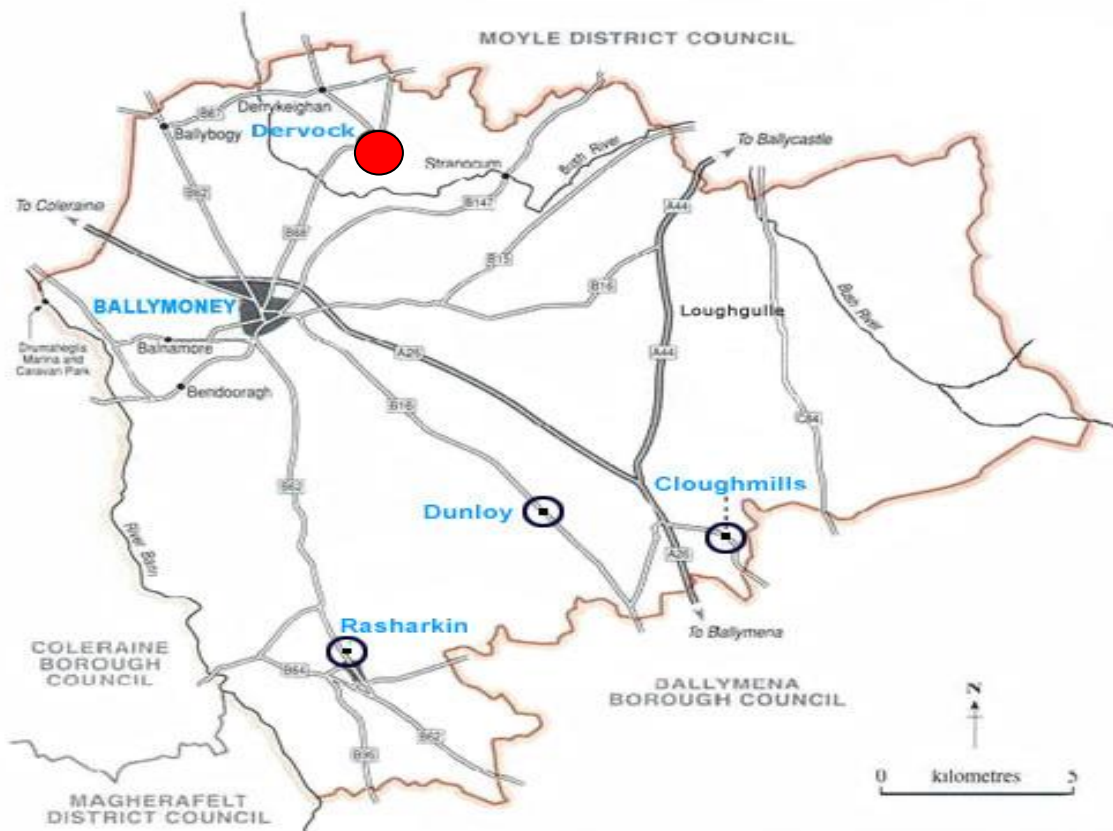 MOYLE DISTRICT COUNCIL
Derrykeighan
B67
Ballybogy
Dervock
Stranocum
Bush River
To Ballycastle
To Coleraine
B62
B147
A44
B66
B15
B16
BALLYMONEY
Loughguile
Bush River
Balnamore
Drumaheglis
Marina and
Caravan Park
A26
A44
Bendooragh
B16
C64
B62
Cloughmills
Dunloy
River Bann
A26
Rasharkin
To Ballymena
COLERAINE
BOROUGH
COUNCIL
B64
BALLYMENA
BOROUGH COUNCIL
N
B62
B96
0 kilometres 5
MAGHERAFELT
DISTRICT COUNCIL